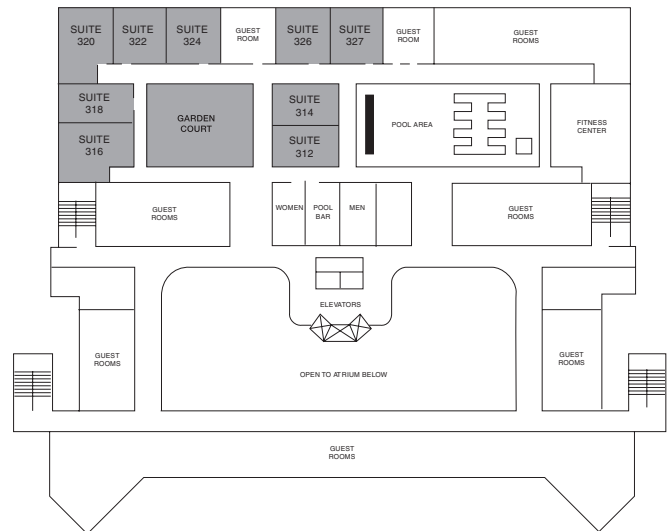 SUITE
320
SUITE
322
SUITE
324
GUEST
ROOM
SUITE
326
SUITE
327
GUEST
ROOM
GUEST
ROOMS
SUITE
318
SUITE
316
GARDEN
COURT
SUITE
314
SUITE
312
POOL AREA
FITNESS
CENTER
GUEST
ROOMS
WOMEN
POOL
BAR
MEN
GUEST
ROOMS
ELEVATORS
GUEST
ROOMS
GUEST
ROOMS
OPEN TO ATRIUM BELOW
GUEST
ROOMS